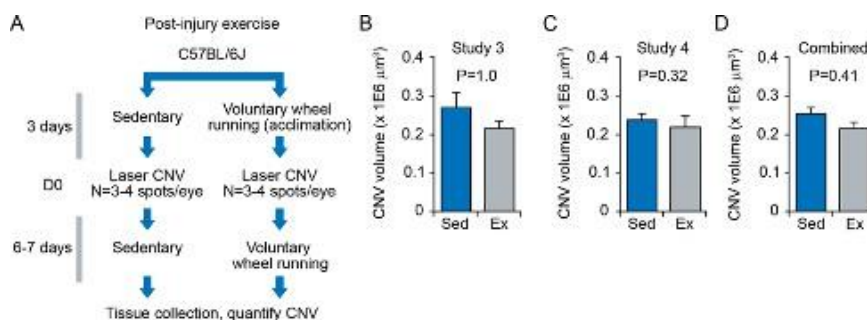 A
Post-injury exercise
C57BL/6J
3 days
Sedentary
Voluntary wheel
running (acclimation)
D0
Laser CNV
N=3-4 spots/eye
Laser CNV
N=3-4 spots/eye
6-7 days
Sedentary
Voluntary
wheel running
Tissue collection, quantify CNV
B
Study 3
P=1.0
CNV volume (x 1E6 µm³)
0.4
0.3
0.2
0.1
0
Sed Ex
C
Study 4
P=0.32
CNV volume (x 1E6 µm³)
0.4
0.3
0.2
0.1
0
Sed Ex
D
Combined
P=0.41
CNV volume (x 1E6 µm³)
0.4
0.3
0.2
0.1
0
Sed Ex